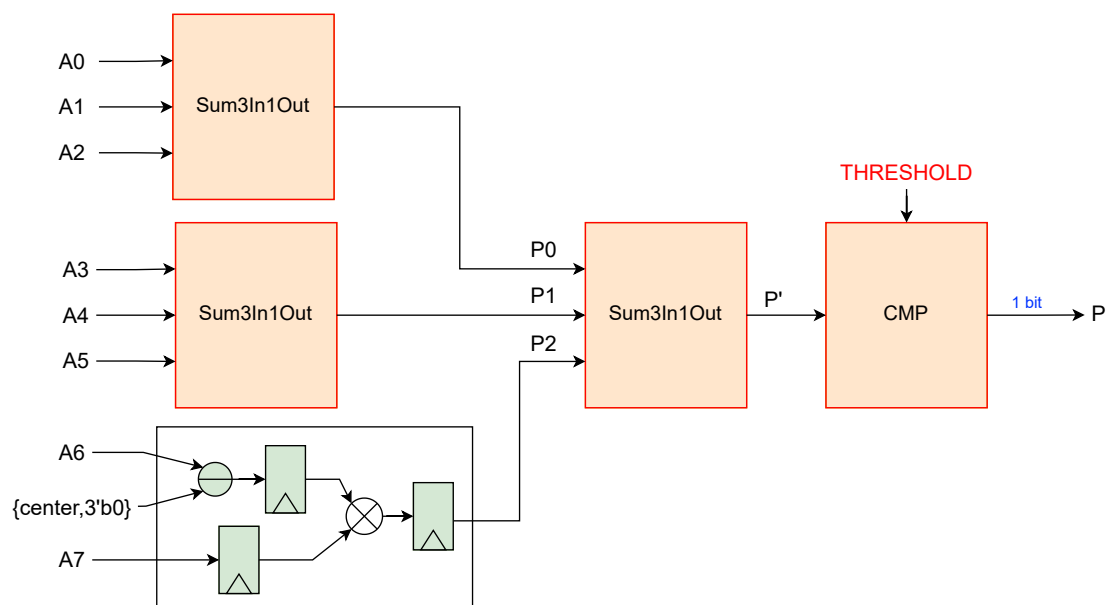 A0
A1
A2
Sum3In1Out
A3
A4
A5
Sum3In1Out
P0
P1
P2
Sum3In1Out
P'
THRESHOLD
CMP
1 bit
P
A6
{center,3'b0}
A7